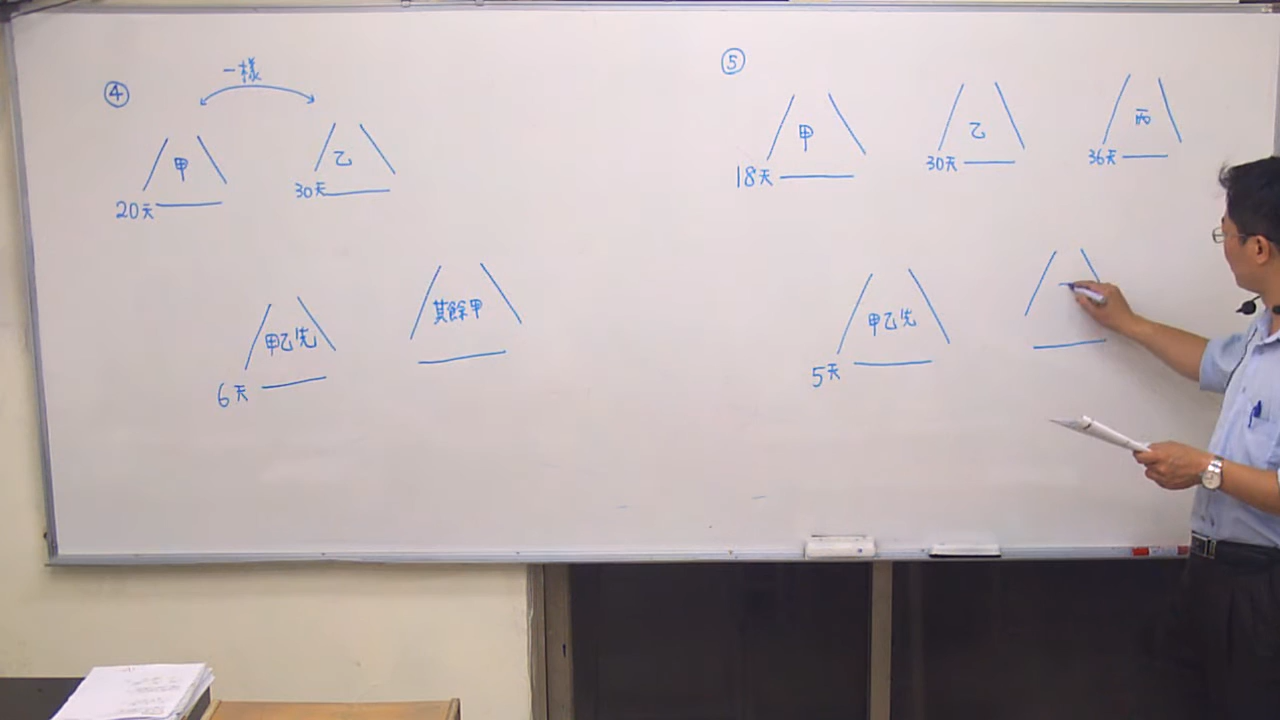 ④
一樣
甲
乙
20天
30天
甲乙先
其餘甲
6天
⑤
甲
乙
丙
18天
30天
36天
甲乙先
5天